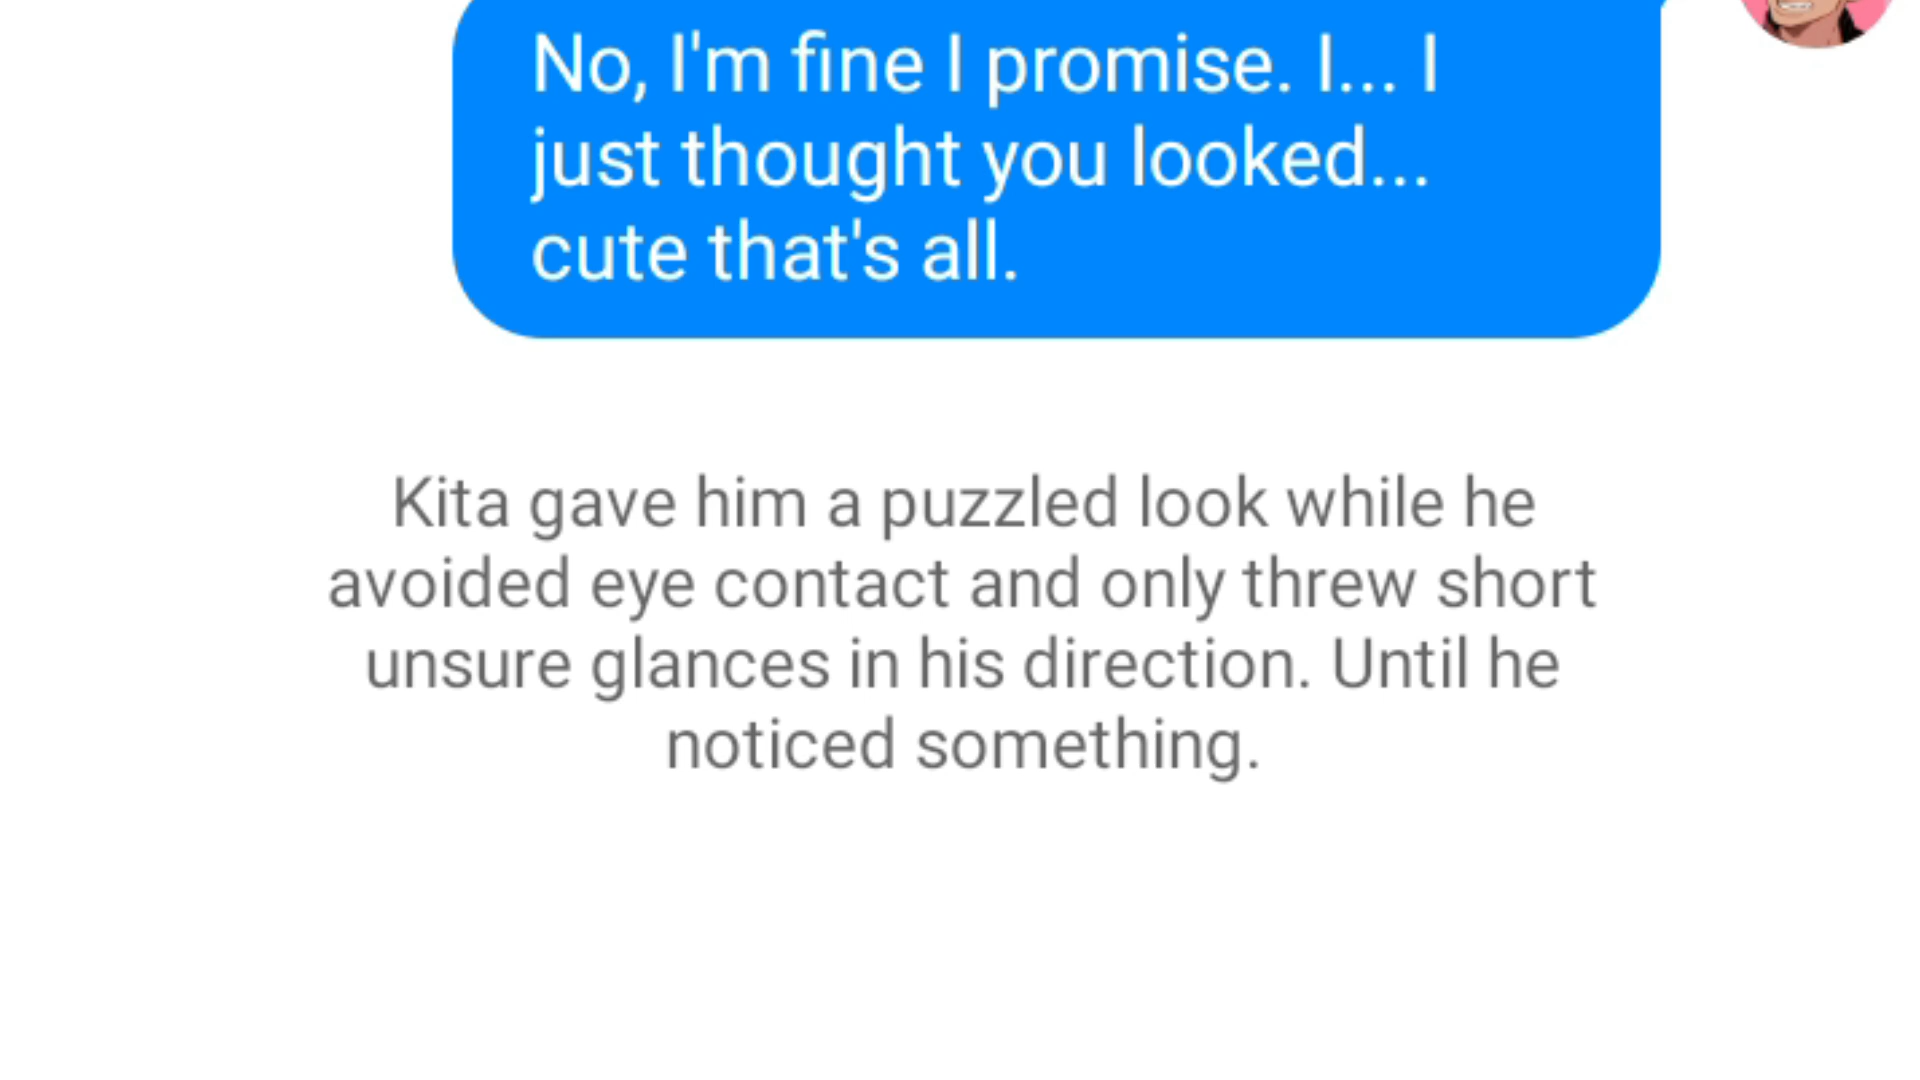 No, I'm fine I promise. I... I
just thought you looked...
cute that's all.
Kita gave him a puzzled look while he
avoided eye contact and only threw short
unsure glances in his direction. Until he
noticed something.